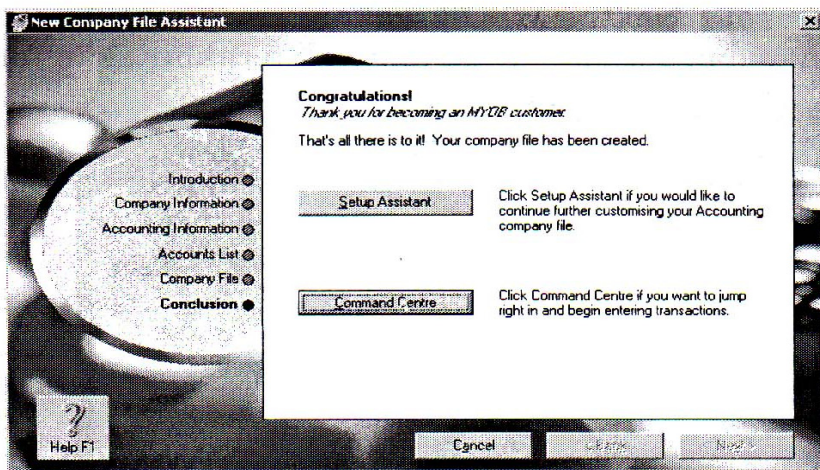 New Company File Assistant
Congratulations!
Thank you for becoming an MYOB customer.
That's all there is to it! Your company file has been created.
Introduction
Company Information
Accounting Information
Accounts List
Company File
Conclusion
Setup Assistant
Click Setup Assistant if you would like to
continue further customising your Accounting
company file.
Command Centre
Click Command Centre if you want to jump
right in and begin entering transactions.
?
Help F1
Cancel
< Back
Next >